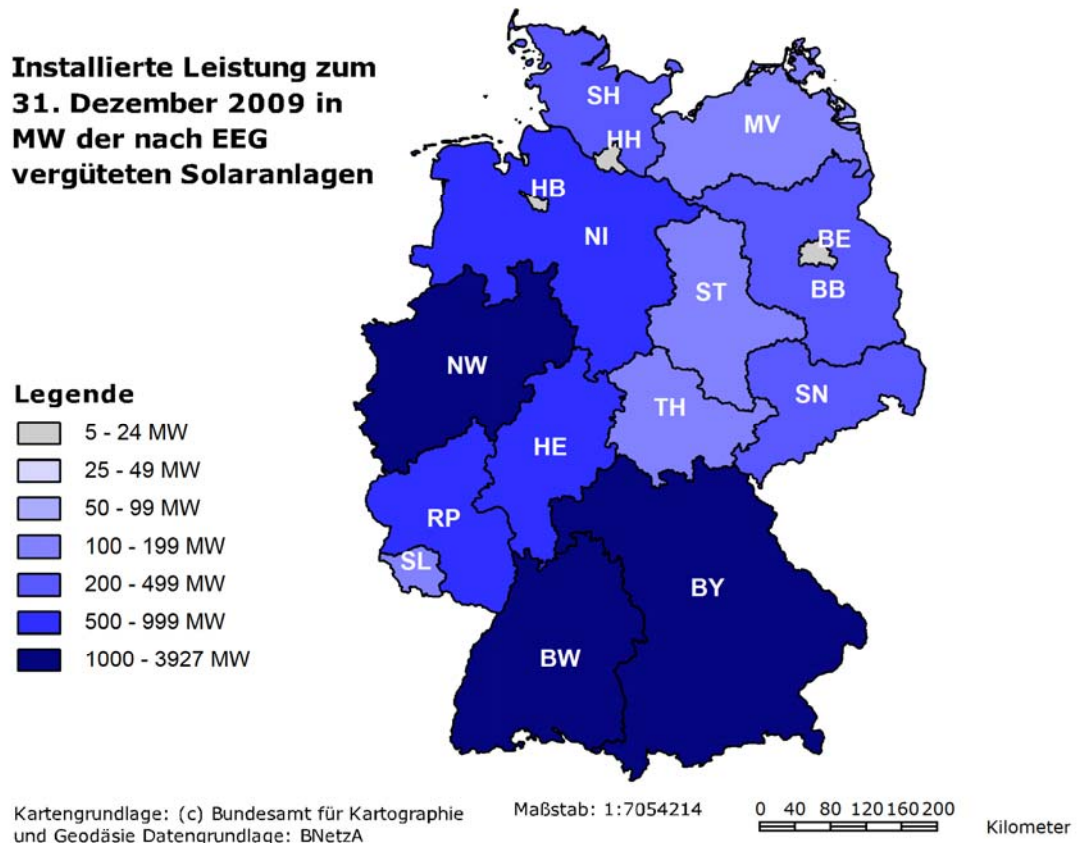 Installierte Leistung zum
31. Dezember 2009 in
MW der nach EEG
vergüteten Solaranlagen
SH
MV
HH
HB
NI
BE
BB
ST
NW
SN
TH
HE
RP
SL
BY
BW
Legende
5 - 24 MW
25 - 49 MW
50 - 99 MW
100 - 199 MW
200 - 499 MW
500 - 999 MW
1000 - 3927 MW
Kartengrundlage: (c) Bundesamt für Kartographie
und Geodäsie Datengrundlage: BNetzA
Maßstab: 1:7054214
0 40 80 120 160 200
Kilometer